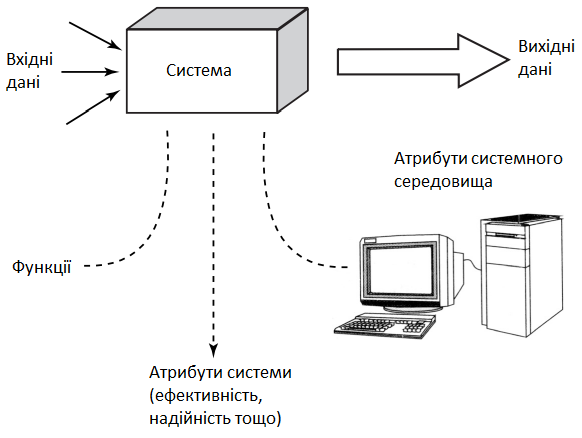 Вхідні
дані
Система
Вихідні
дані
Атрибути системного
середовища
Функції
Атрибути системи
(ефективність,
надійність тощо)